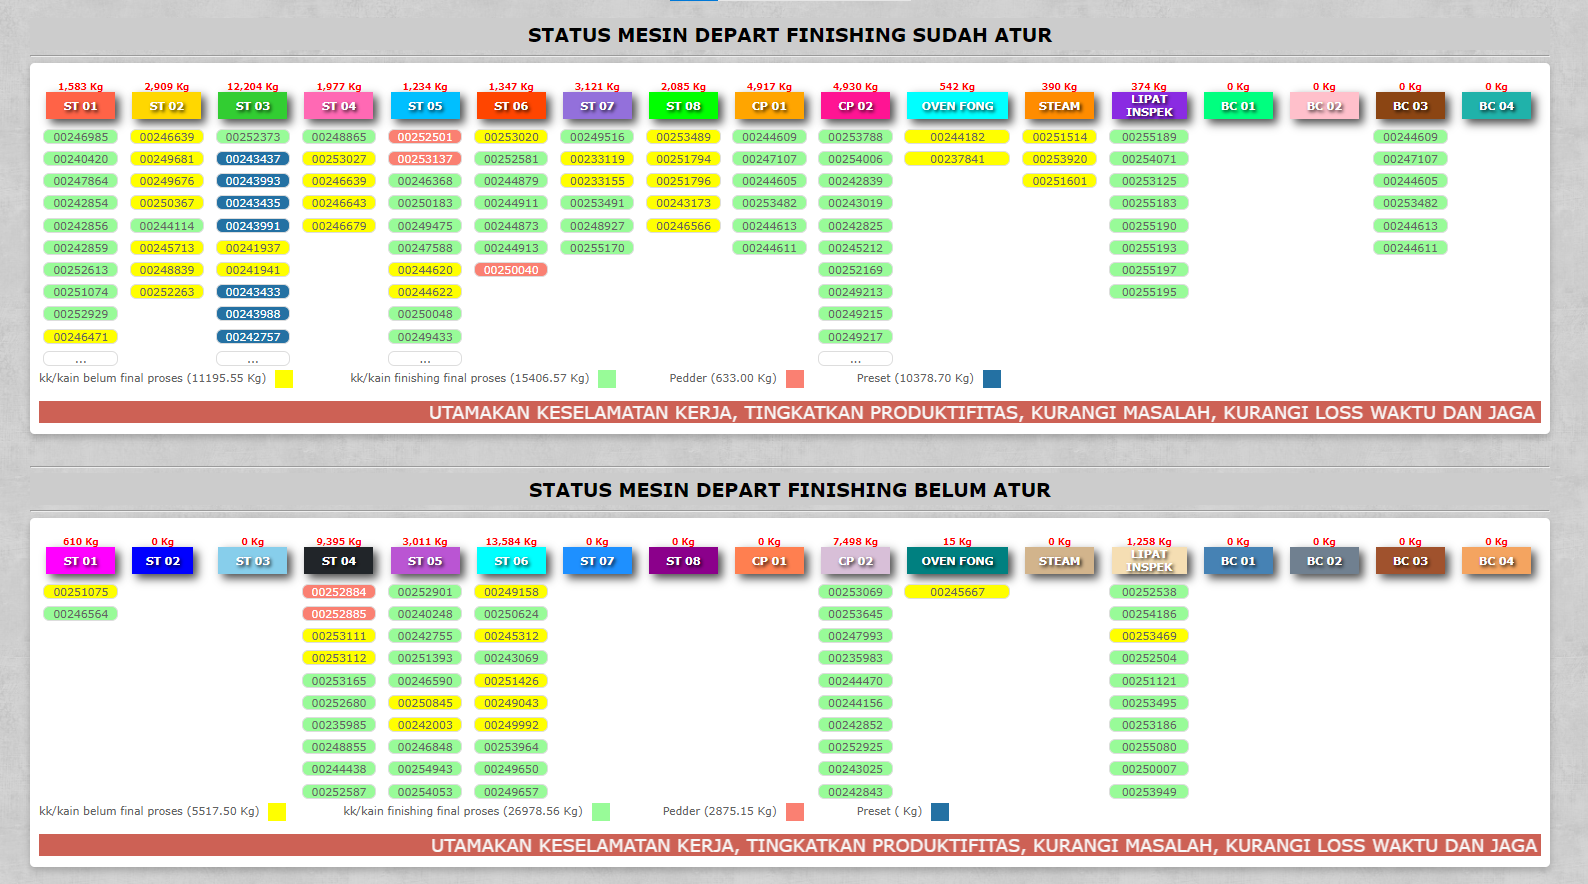 STATUS MESIN DEPART FINISHING SUDAH ATUR
1,583 Kg 2,909 Kg 12,204 Kg 1,977 Kg 1,234 Kg 1,347 Kg 3,121 Kg 2,085 Kg 4,917 Kg 4,930 Kg 542 Kg 390 Kg 374 Kg 0 Kg 0 Kg 0 Kg 0 Kg
ST 01 ST 02 ST 03 ST 04 ST 05 ST 06 ST 07 ST 08 CP 01 CP 02 OVEN FONG STEAM LIPAT INSPEK BC 01 BC 02 BC 03 BC 04
00246985 00246639 00252373 00248865 00252501 00253020 00249516 00253489 00244609 00253788 00244182 00251514 00255189 00244609
00240420 00249681 00243437 00253027 00253137 00252581 00233119 00251794 00247107 00254006 00237841 00253920 00254071 00247107
00247864 00249676 00243993 00246639 00246368 00244879 00233155 00251796 00244605 00242839 00251601 00253125 00244605
00242854 00250367 00243435 00246643 00250183 00244911 00253491 00243173 00253482 00243019 00255183 00253482
00242856 00244114 00243991 00246679 00249475 00244873 00248927 00246566 00244613 00242825 00255190 00244613
00242859 00245713 00241937 00247588 00244913 00255170 00244611 00245212 00255193 00244611
00252613 00248839 00241941 00244620 00250040 00252169 00255197
00251074 00252263 00243433 00244622 00249213 00255195
00252929 00243988 00250048 00249215
00246471 00242757 00249433 00249217
... ... ... ...
kk/kain belum final proses (11195.55 Kg) kk/kain finishing final proses (15406.57 Kg) Pedder (633.00 Kg) Preset (10378.70 Kg)
UTAMAKAN KESELAMATAN KERJA, TINGKATKAN PRODUKTIFITAS, KURANGI MASALAH, KURANGI LOSS WAKTU DAN JAGA
STATUS MESIN DEPART FINISHING BELUM ATUR
610 Kg 0 Kg 0 Kg 9,395 Kg 3,011 Kg 13,584 Kg 0 Kg 0 Kg 0 Kg 7,498 Kg 15 Kg 0 Kg 1,258 Kg 0 Kg 0 Kg 0 Kg 0 Kg
ST 01 ST 02 ST 03 ST 04 ST 05 ST 06 ST 07 ST 08 CP 01 CP 02 OVEN FONG STEAM LIPAT INSPEK BC 01 BC 02 BC 03 BC 04
00251075 00252884 00252901 00249158 00253069 00245667 00252538
00246564 00252885 00240248 00250624 00253645 00254186
00253111 00242755 00245312 00247993 00253469
00253112 00251393 00243069 00235983 00252504
00253165 00246590 00251426 00244470 00251121
00252680 00250845 00249043 00244156 00253495
00235985 00242003 00249992 00242852 00253186
00248855 00246848 00253964 00252925 00255080
00244438 00254943 00249650 00243025 00250007
00252587 00254053 00249657 00242843 00253949
kk/kain belum final proses (5517.50 Kg) kk/kain finishing final proses (26978.56 Kg) Pedder (2875.15 Kg) Preset ( Kg)
UTAMAKAN KESELAMATAN KERJA, TINGKATKAN PRODUKTIFITAS, KURANGI MASALAH, KURANGI LOSS WAKTU DAN JAGA